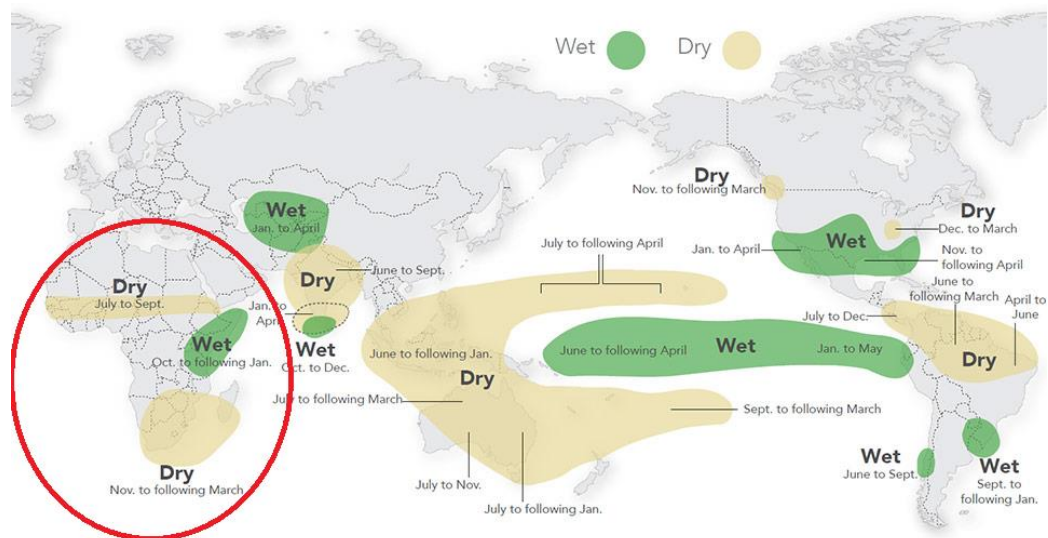 Wet
Dry
Dry
Nov. to following March
Dry
Dec. to March
Wet
Jan. to April
Wet
Jan. to April
Nov. to
following April
July to following April
Dry
June to Sept.
Dry
July to Sept.
Jan. to
April
June to
following March
April to
June
July to Dec.
Wet
Oct. to following Jan.
Wet
Oct. to Dec.
June to following Jan.
Dry
June to following April
Wet
Jan. to May
Dry
July to following March
Sept. to following March
Dry
Nov. to following March
July to Nov.
July to following Jan.
Wet
June to Sept.
Wet
Sept. to
following Jan.